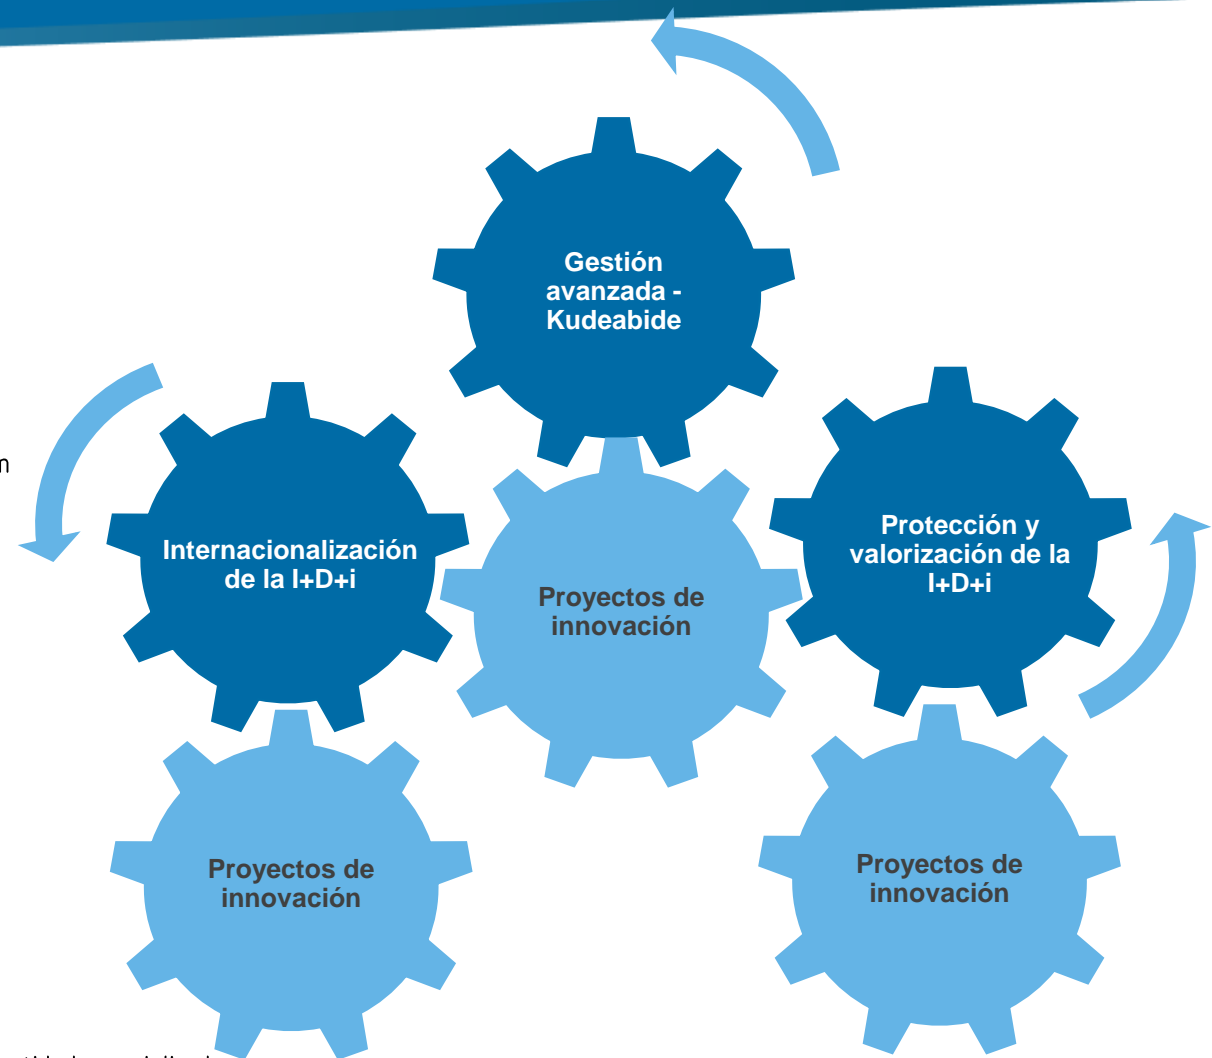 Gestión
avanzada -
Kudeabide
Internacionalización
de la I+D+i
Protección y
valorización de la
I+D+i
Proyectos de
innovación
Proyectos de
innovación
Proyectos de
innovación